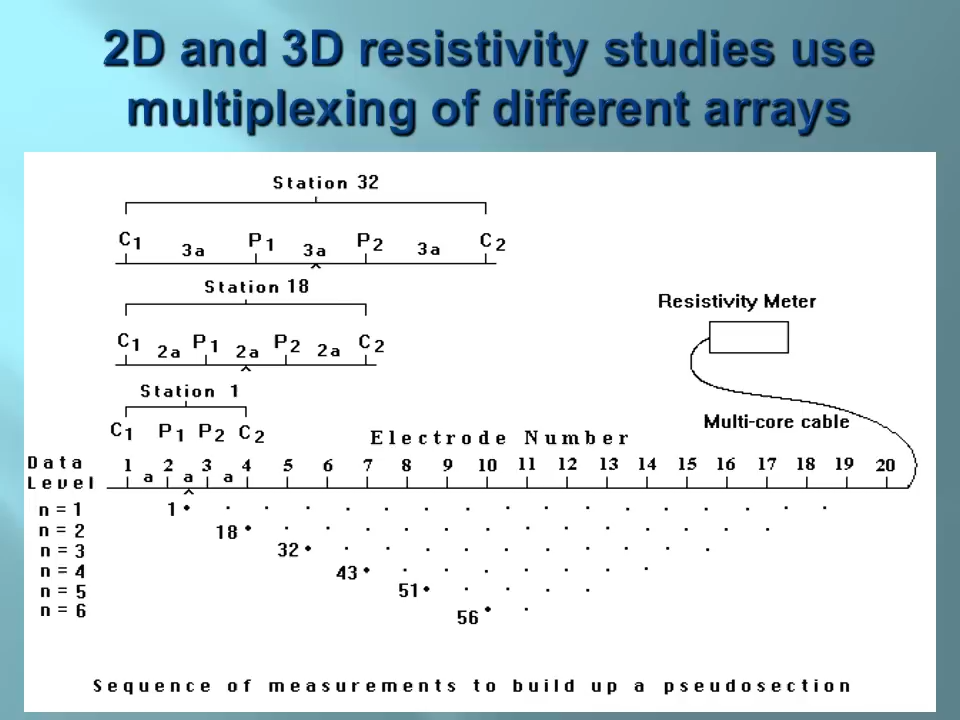 2D and 3D resistivity studies use
multiplexing of different arrays
Station 32
C1 3a P1 3a P2 3a C2
Station 18
C1 2a P1 2a P2 2a C2
Resistivity Meter
Station 1
C1 P1 P2 C2
Multi-core cable
Electrode Number
Data
Level
1 2 3 4 5 6 7 8 9 10 11 12 13 14 15 16 17 18 19 20
a a a
n = 1 1
n = 2 18
n = 3 32
n = 4 43
n = 5 51
n = 6 56
Sequence of measurements to build up a pseudosection